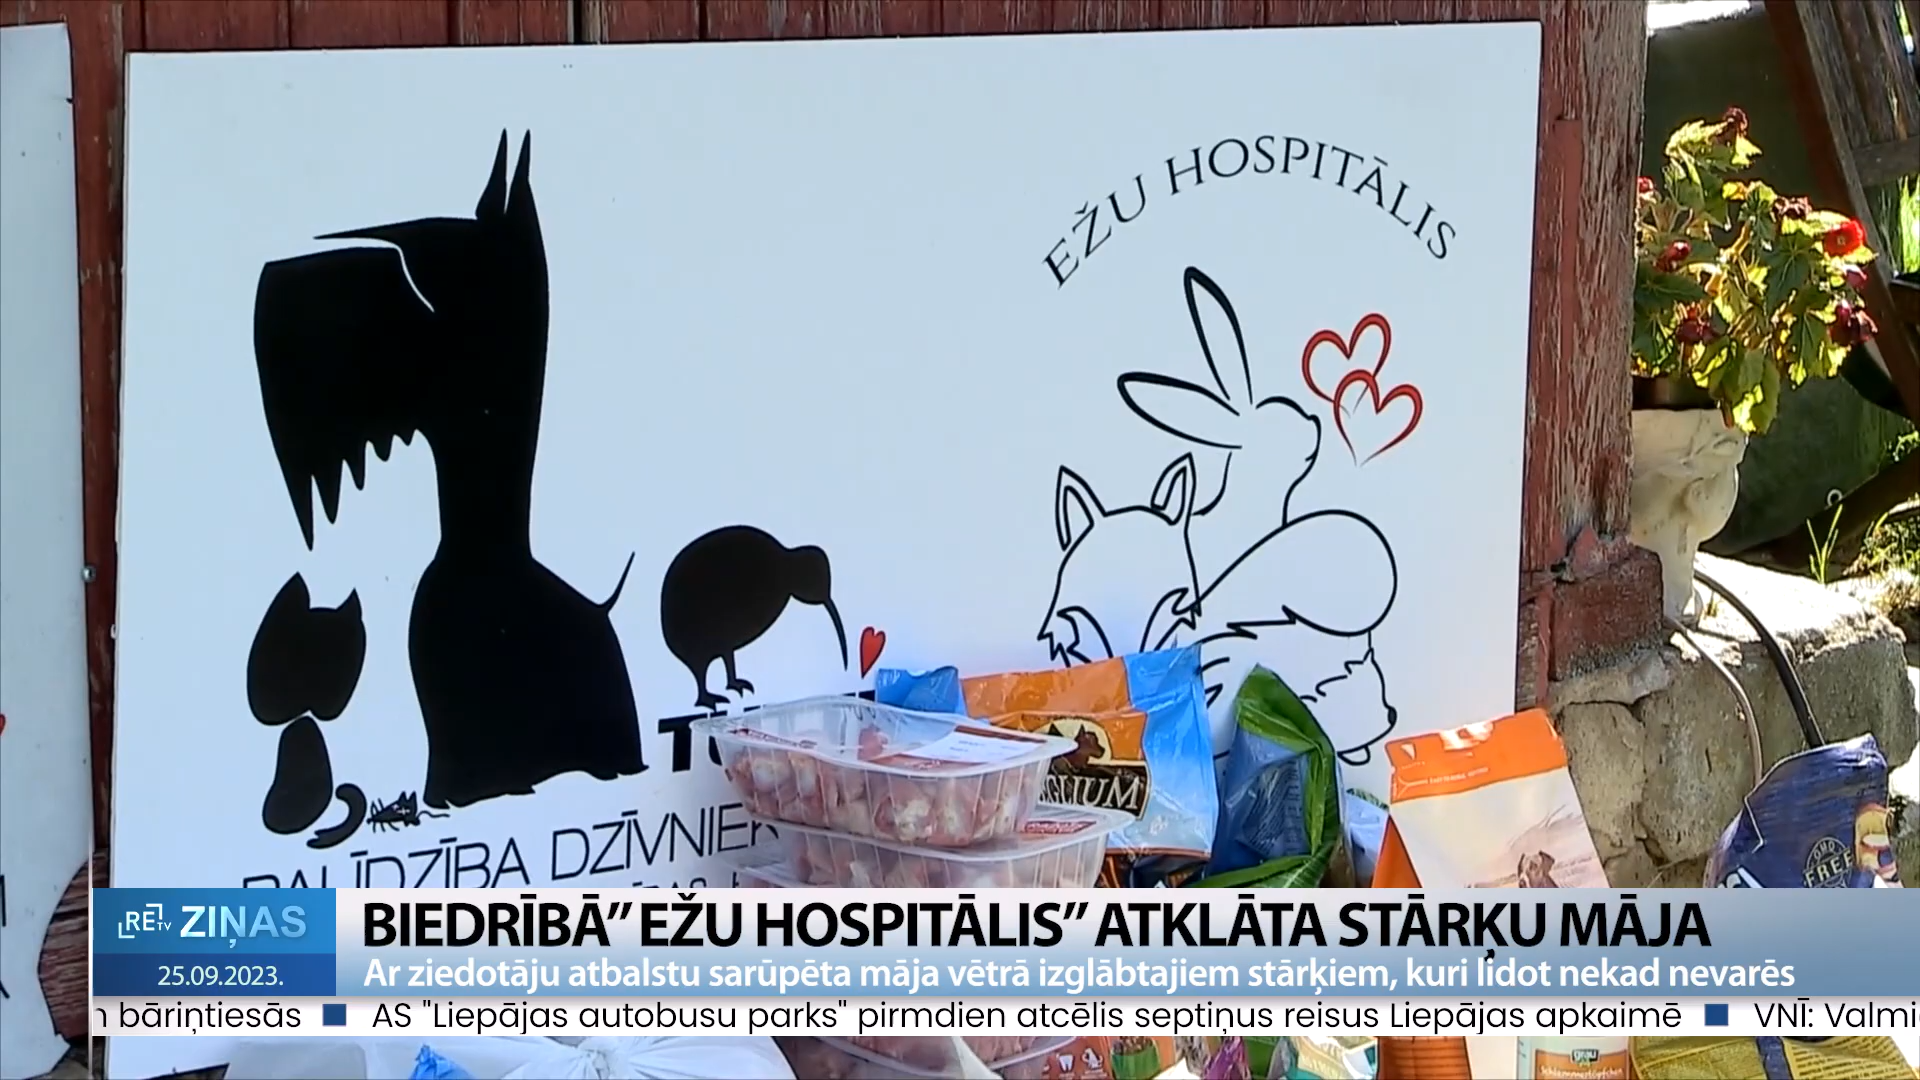 EŽU HOSPITĀLIS
PALĪDZĪBA
BIEDRĪBĀ” EŽU HOSPITĀLIS” ATKLĀTA STĀRĶU MĀJA
RE TV ZIŅAS
25.09.2023.
Ar ziedotāju atbalstu sarūpēta māja vētrā izglābtajiem stārķiem, kuri lidot nekad nevarēs
bāriņtiesās ■ AS "Liepājas autobusu parks" pirmdien atcēlis septiņus reisus Liepājas apkaimē ■ VNĪ:
FREE
grau